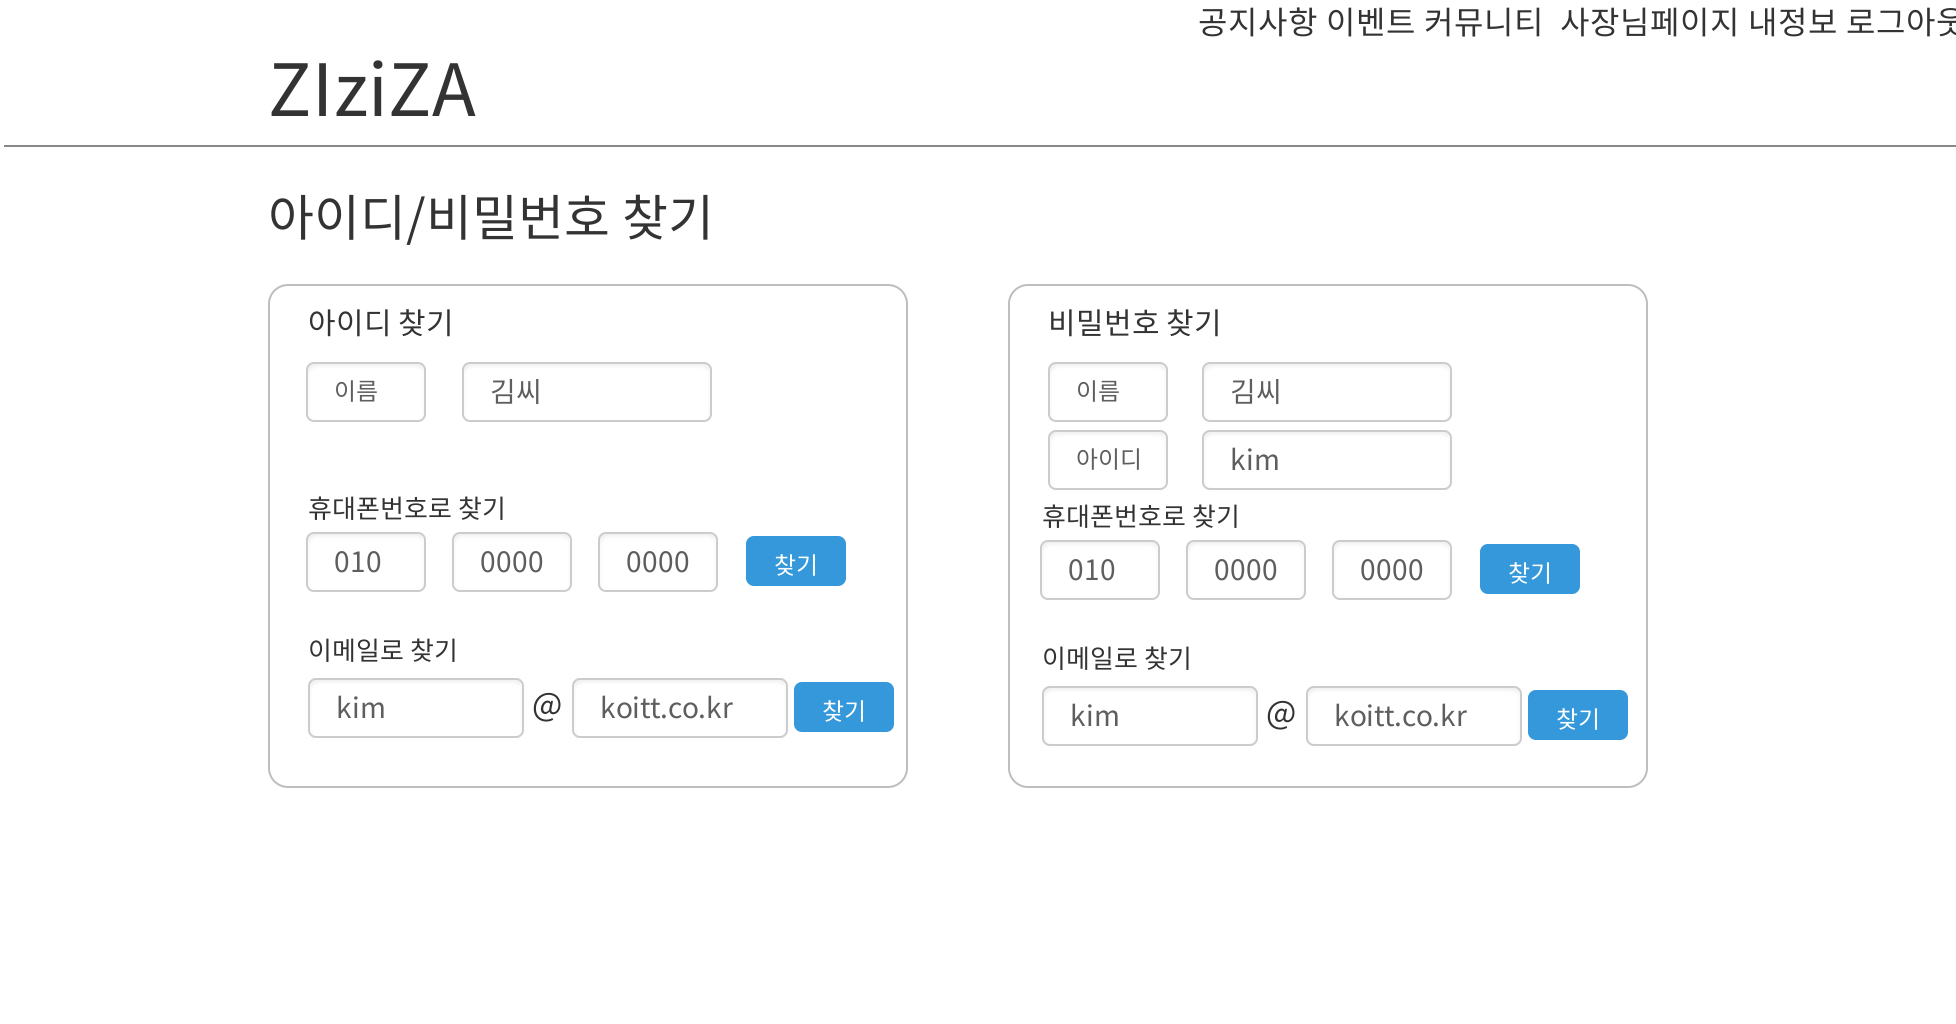 공지사항 이벤트 커뮤니티 사장님페이지 내정보 로그아웃
ZIziZA
아이디/비밀번호 찾기
아이디 찾기
이름 김씨
휴대폰번호로 찾기
010 0000 0000 찾기
이메일로 찾기
kim @ koitt.co.kr 찾기
비밀번호 찾기
이름 김씨
아이디 kim
휴대폰번호로 찾기
010 0000 0000 찾기
이메일로 찾기
kim @ koitt.co.kr 찾기